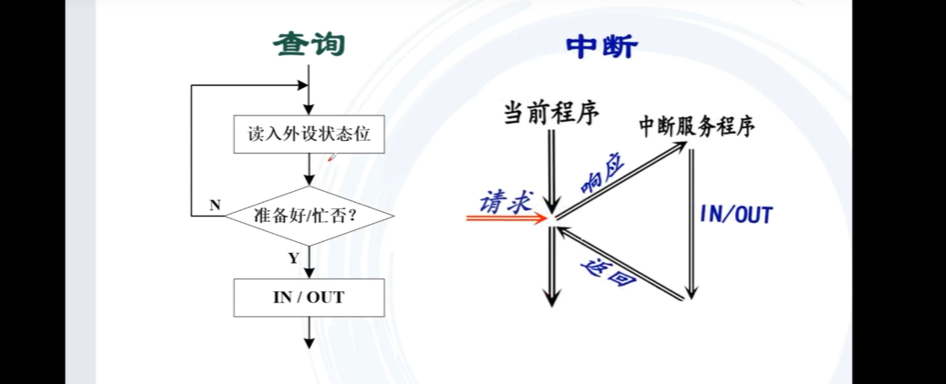 查询
读入外设状态位
N
准备好/忙否？
Y
IN / OUT
中断
当前程序
中断服务程序
请求
响应
IN/OUT
返回